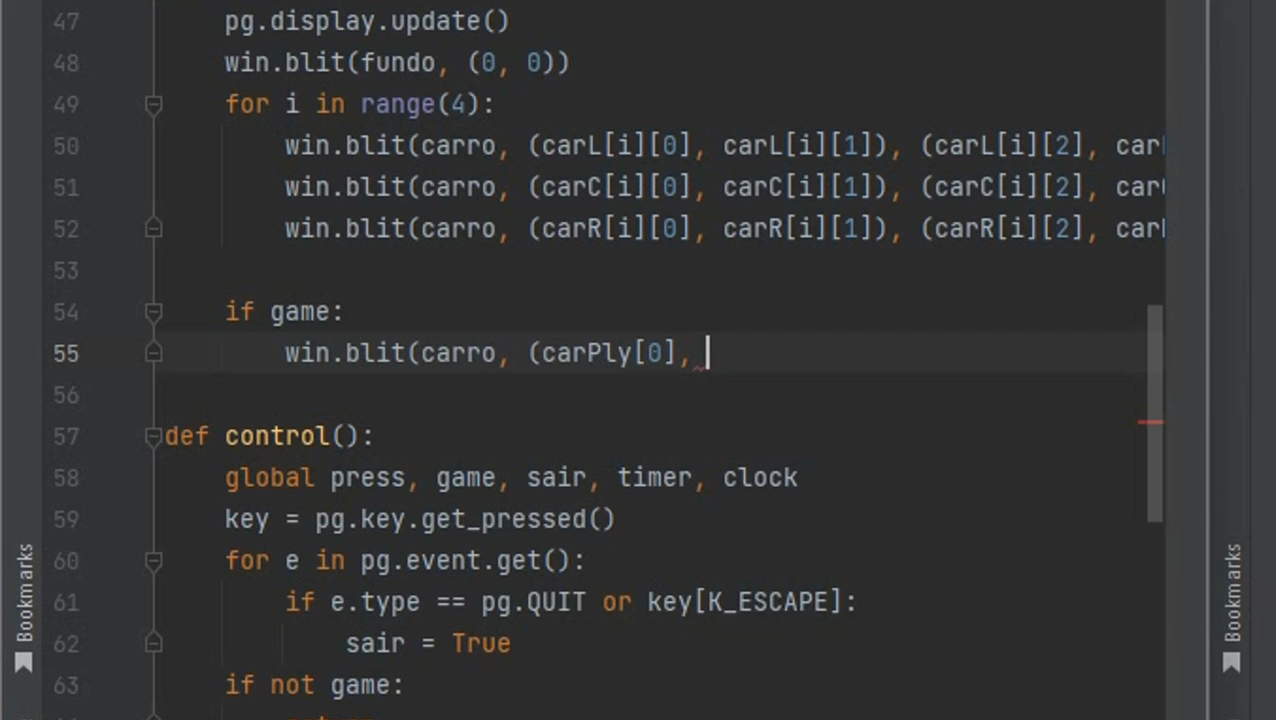 47 pg.display.update()
48 win.blit(fundo, (0, 0))
49 for i in range(4):
50 win.blit(carro, (carL[i][0], carL[i][1]), (carL[i][2], car
51 win.blit(carro, (carC[i][0], carC[i][1]), (carC[i][2], car
52 win.blit(carro, (carR[i][0], carR[i][1]), (carR[i][2], car
53
54 if game:
55 win.blit(carro, (carPly[0],
56
57 def control():
58 global press, game, sair, timer, clock
59 key = pg.key.get_pressed()
60 for e in pg.event.get():
61 if e.type == pg.QUIT or key[K_ESCAPE]:
62 sair = True
63 if not game:
Bookmarks
Bookmarks